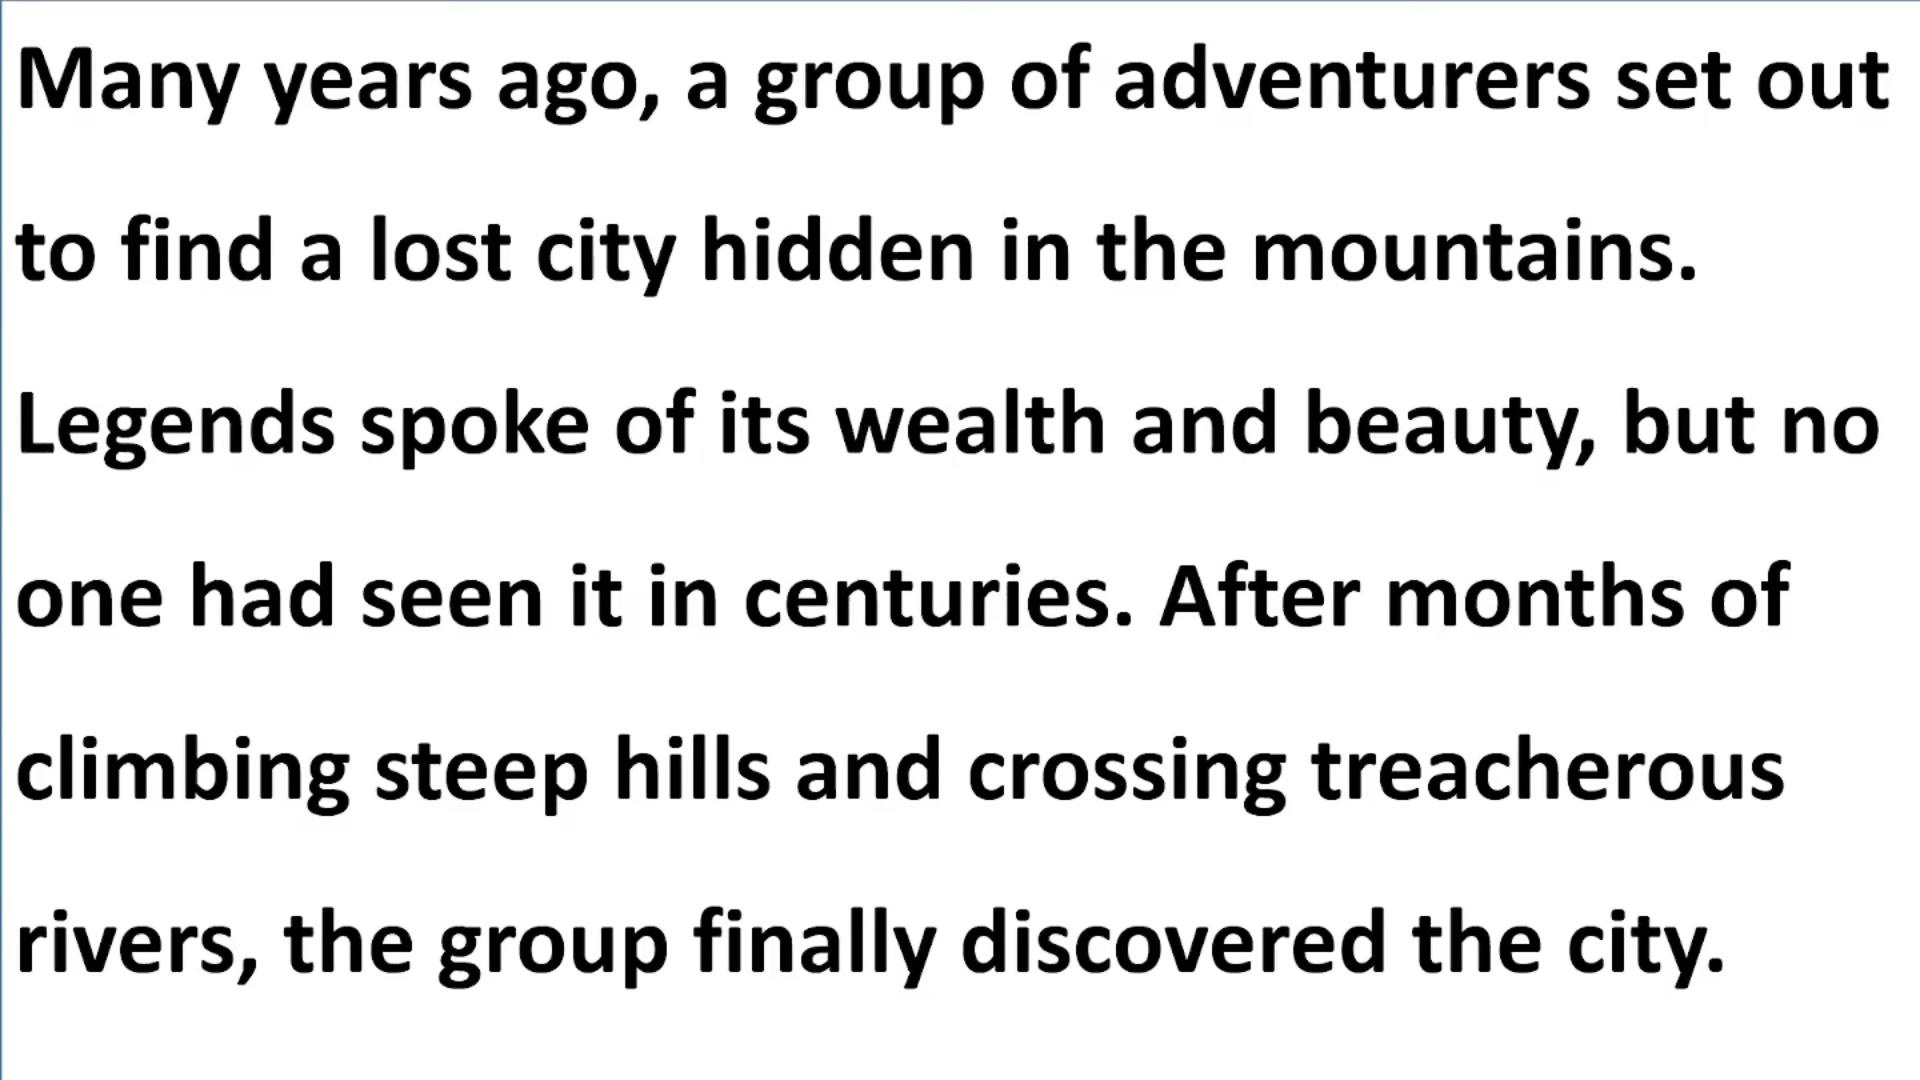 Many years ago, a group of adventurers set out
to find a lost city hidden in the mountains.
Legends spoke of its wealth and beauty, but no
one had seen it in centuries. After months of
climbing steep hills and crossing treacherous
rivers, the group finally discovered the city.